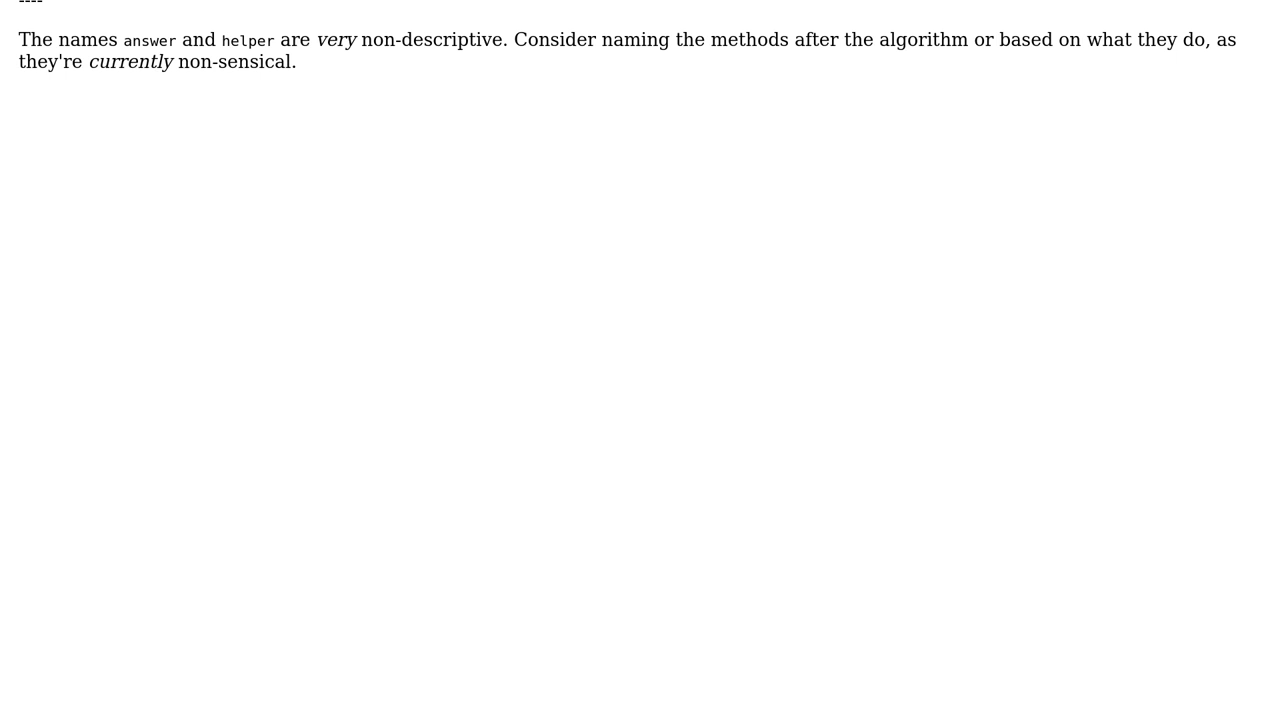 ----
The names answer and helper are very non-descriptive. Consider naming the methods after the algorithm or based on what they do, as
they're currently non-sensical.